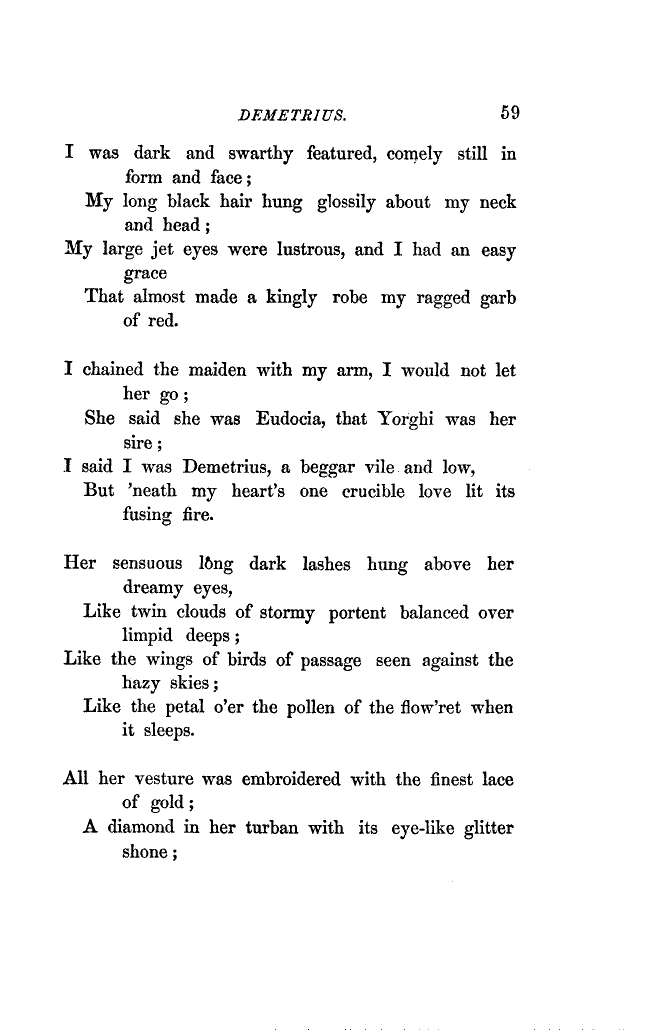 DEMETRIUS. 59
I was dark and swarthy featured, comely still in
form and face;
My long black hair hung glossily about my neck
and head;
My large jet eyes were lustrous, and I had an easy
grace
That almost made a kingly robe my ragged garb
of red.
I chained the maiden with my arm, I would not let
her go;
She said she was Eudocia, that Yorghi was her
sire;
I said I was Demetrius, a beggar vile and low,
But 'neath my heart's one crucible love lit its
fusing fire.
Her sensuous long dark lashes hung above her
dreamy eyes,
Like twin clouds of stormy portent balanced over
limpid deeps;
Like the wings of birds of passage seen against the
hazy skies;
Like the petal o'er the pollen of the flow'ret when
it sleeps.
All her vesture was embroidered with the finest lace
of gold;
A diamond in her turban with its eye-like glitter
shone;